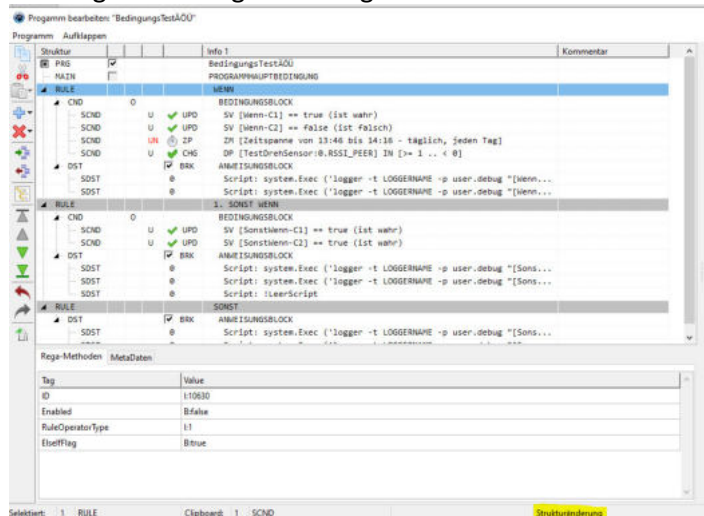 Progamm bearbeiten: "BedingungsTestÄÖÜ"
Programm Aufklappen
Struktur Info 1 Kommentar
PRG BedingungsTestÄÖÜ
MAIN PROGRAMMHAUPTBEDINGUNG
RULE WENN
CND O BEDINGUNGSBLOCK
SCND U UPD SV [Wenn-C1] == true (ist wahr)
SCND U UPD SV [Wenn-C2] == false (ist falsch)
SCND UN ZP ZM [Zeitspanne von 13:46 bis 14:16 - täglich, jeden Tag]
SCND U CHG DP [TestDrehSensor:0.RSSI_PEER] IN [>= 1 .. < 0]
DST BRK ANWEISUNGSBLOCK
SDST 0 Script: system.Exec ('logger -t LOGGERNAME -p user.debug "[Wenn...
SDST 0 Script: system.Exec ('logger -t LOGGERNAME -p user.debug "[Wenn...
RULE 1. SONST WENN
CND O BEDINGUNGSBLOCK
SCND U UPD SV [SonstWenn-C1] == true (ist wahr)
SCND U UPD SV [SonstWenn-C2] == true (ist wahr)
DST BRK ANWEISUNGSBLOCK
SDST 0 Script: system.Exec ('logger -t LOGGERNAME -p user.debug "[Sons...
SDST 0 Script: system.Exec ('logger -t LOGGERNAME -p user.debug "[Sons...
SDST 0 Script: !LeerScript
RULE SONST
DST BRK ANWEISUNGSBLOCK
SDST 0 Script: system.Exec ('logger -t LOGGERNAME -p user.debug "[Sons...
Rega-Methoden MetaDaten
Tag Value
ID I:10630
Enabled B:false
RuleOperatorType I:1
ElseIfFlag B:true
Selektiert: 1 RULE Clipboard: 1 SCND Strukturänderung